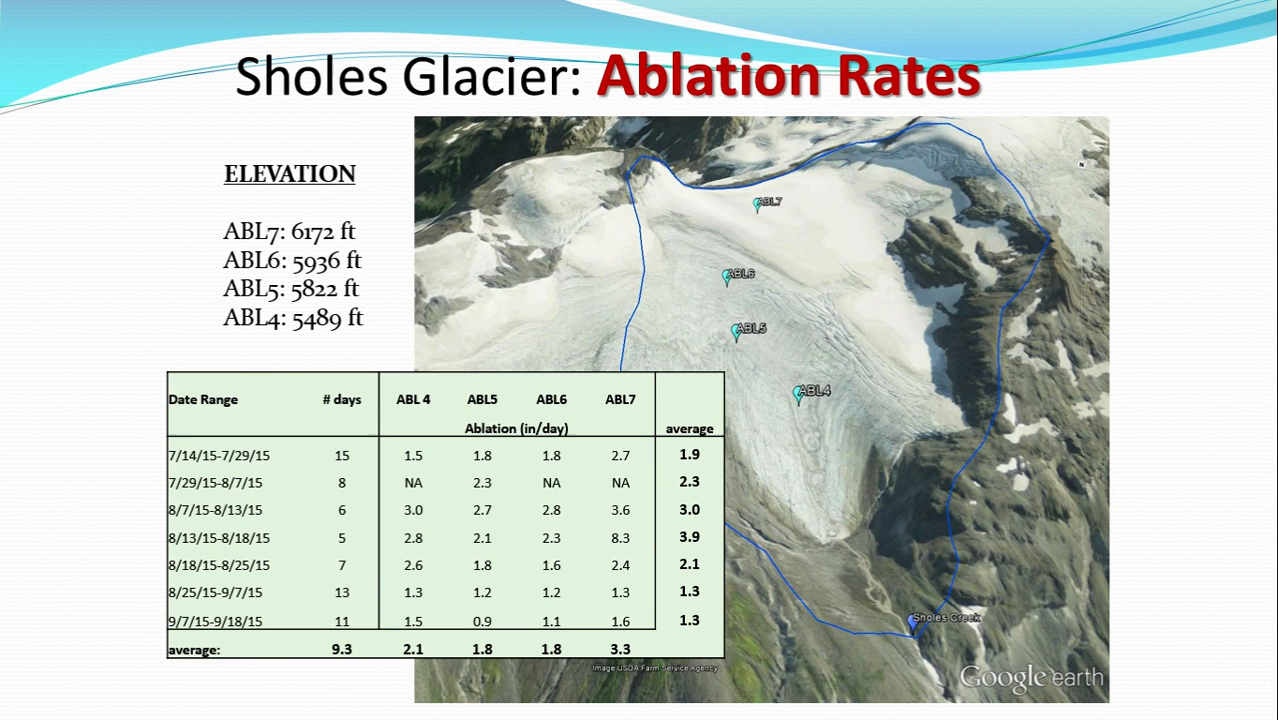 Sholes Glacier: Ablation Rates
ELEVATION
ABL7: 6172 ft
ABL6: 5936 ft
ABL5: 5822 ft
ABL4: 5489 ft
N
ABL7
ABL6
ABL5
ABL4
Sholes Creek
Date Range # days ABL 4 ABL5 ABL6 ABL7
Ablation (in/day) average
7/14/15-7/29/15 15 1.5 1.8 1.8 2.7 1.9
7/29/15-8/7/15 8 NA 2.3 NA NA 2.3
8/7/15-8/13/15 6 3.0 2.7 2.8 3.6 3.0
8/13/15-8/18/15 5 2.8 2.1 2.3 8.3 3.9
8/18/15-8/25/15 7 2.6 1.8 1.6 2.4 2.1
8/25/15-9/7/15 13 1.3 1.2 1.2 1.3 1.3
9/7/15-9/18/15 11 1.5 0.9 1.1 1.6 1.3
average: 9.3 2.1 1.8 1.8 3.3
Image USDA Farm Service Agency
Google earth